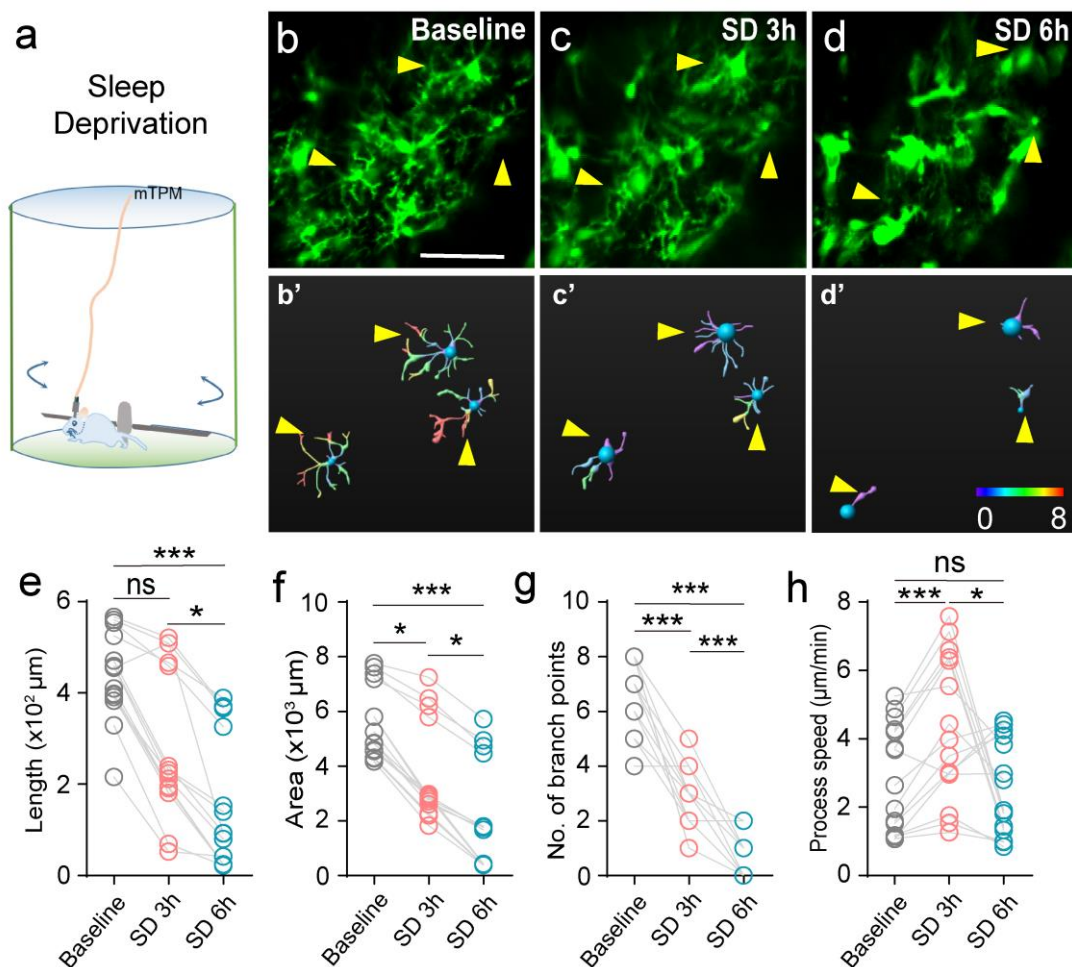 a
Sleep
Deprivation
mTPM
b
Baseline
c
SD 3h
d
SD 6h
b’
c’
d’
0
8
e
***
ns
*
6
4
2
0
Length (x10² µm)
Baseline
SD 3h
SD 6h
f
***
*
*
10
8
6
4
2
0
Area (x10³ µm)
Baseline
SD 3h
SD 6h
g
***
***
***
10
8
6
4
2
0
No. of branch points
Baseline
SD 3h
SD 6h
h
ns
***
*
8
6
4
2
0
Process speed (µm/min)
Baseline
SD 3h
SD 6h